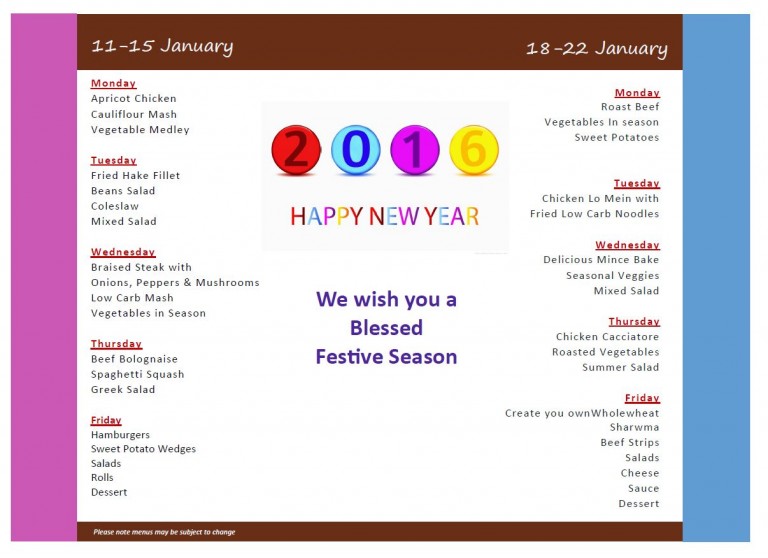 11-15 January
Monday
Apricot Chicken
Cauliflour Mash
Vegetable Medley
Tuesday
Fried Hake Fillet
Beans Salad
Coleslaw
Mixed Salad
Wednesday
Braised Steak with
Onions, Peppers & Mushrooms
Low Carb Mash
Vegetables in Season
Thursday
Beef Bolognaise
Spaghetti Squash
Greek Salad
Friday
Hamburgers
Sweet Potato Wedges
Salads
Rolls
Dessert
2016
HAPPY NEW YEAR
We wish you a
Blessed
Festive Season
18-22 January
Monday
Roast Beef
Vegetables In season
Sweet Potatoes
Tuesday
Chicken Lo Mein with
Fried Low Carb Noodles
Wednesday
Delicious Mince Bake
Seasonal Veggies
Mixed Salad
Thursday
Chicken Cacciatore
Roasted Vegetables
Summer Salad
Friday
Create you ownWholewheat
Sharwma
Beef Strips
Salads
Cheese
Sauce
Dessert
Please note menus may be subject to change